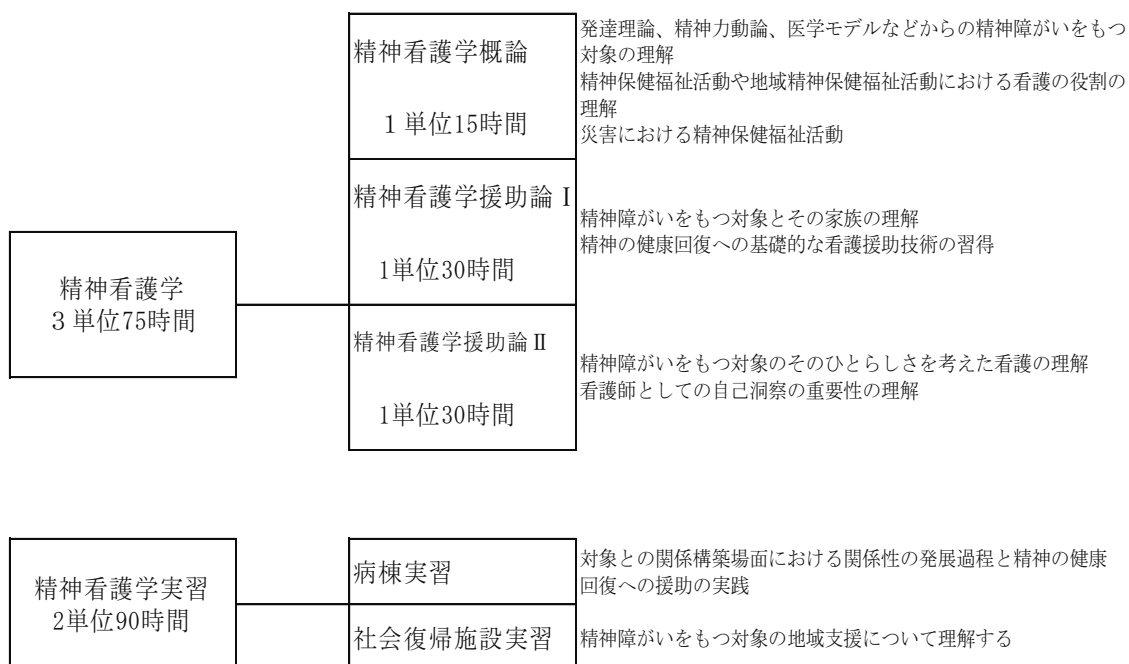 精神看護学
3単位75時間
精神看護学概論
1単位15時間
発達理論、精神力動論、医学モデルなどからの精神障がいをもつ
対象の理解
精神保健福祉活動や地域精神保健福祉活動における看護の役割の
理解
災害における精神保健福祉活動
精神看護学援助論Ⅰ
1単位30時間
精神障がいをもつ対象とその家族の理解
精神の健康回復への基礎的な看護援助技術の習得
精神看護学援助論Ⅱ
1単位30時間
精神障がいをもつ対象のそのひとらしさを考えた看護の理解
看護師としての自己洞察の重要性の理解
精神看護学実習
2単位90時間
病棟実習
対象との関係構築場面における関係性の発展過程と精神の健康
回復への援助の実践
社会復帰施設実習
精神障がいをもつ対象の地域支援について理解する